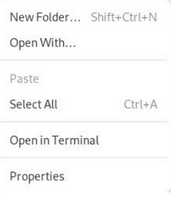 New Folder... Shift+Ctrl+N
Open With...
Paste
Select All Ctrl+A
Open in Terminal
Properties